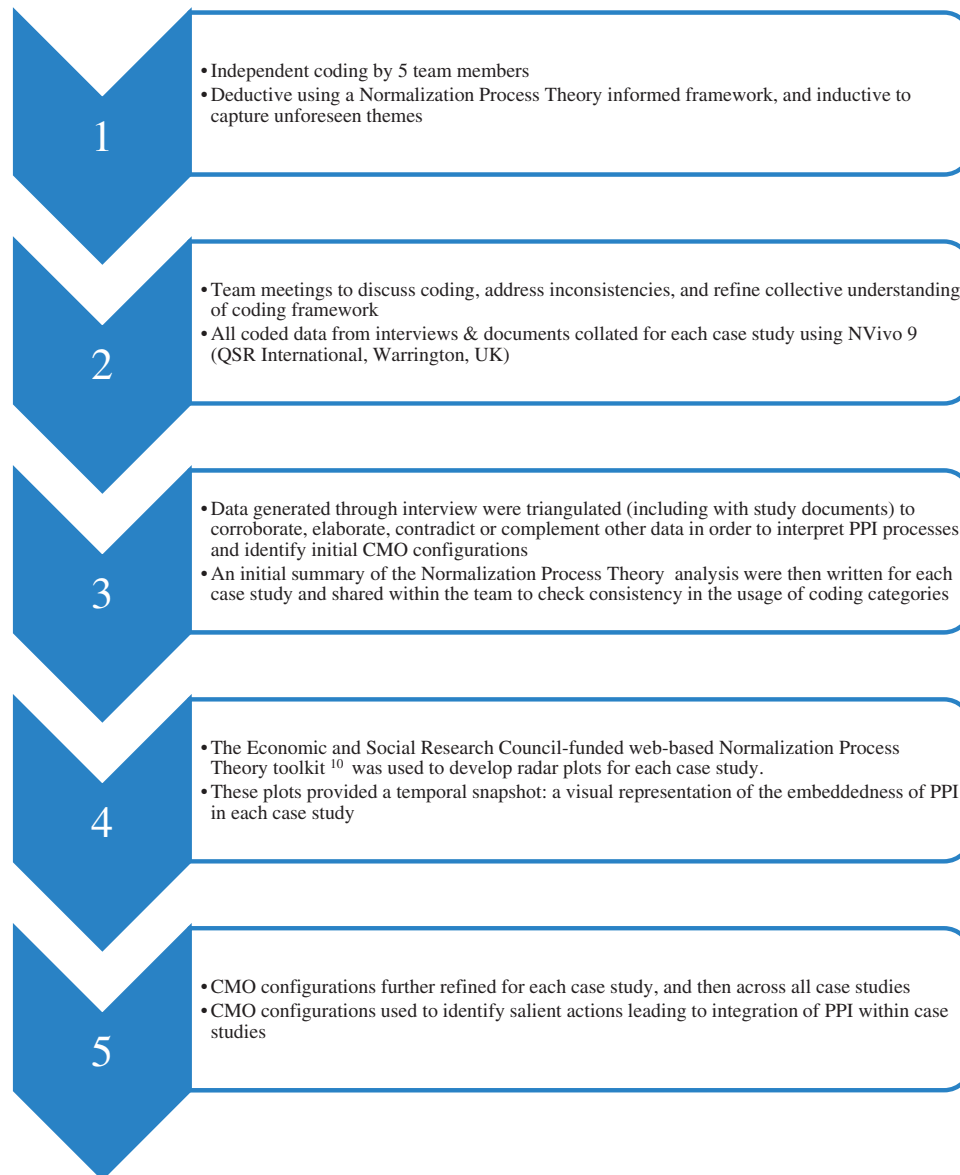 1
• Independent coding by 5 team members
• Deductive using a Normalization Process Theory informed framework, and inductive to
capture unforeseen themes
2
• Team meetings to discuss coding, address inconsistencies, and refine collective understanding
of coding framework
• All coded data from interviews & documents collated for each case study using NVivo 9
(QSR International, Warrington, UK)
3
• Data generated through interview were triangulated (including with study documents) to
corroborate, elaborate, contradict or complement other data in order to interpret PPI processes
and identify initial CMO configurations
• An initial summary of the Normalization Process Theory analysis were then written for each
case study and shared within the team to check consistency in the usage of coding categories
4
• The Economic and Social Research Council-funded web-based Normalization Process
Theory toolkit 10 was used to develop radar plots for each case study.
• These plots provided a temporal snapshot: a visual representation of the embeddedness of PPI
in each case study
5
• CMO configurations further refined for each case study, and then across all case studies
• CMO configurations used to identify salient actions leading to integration of PPI within case
studies